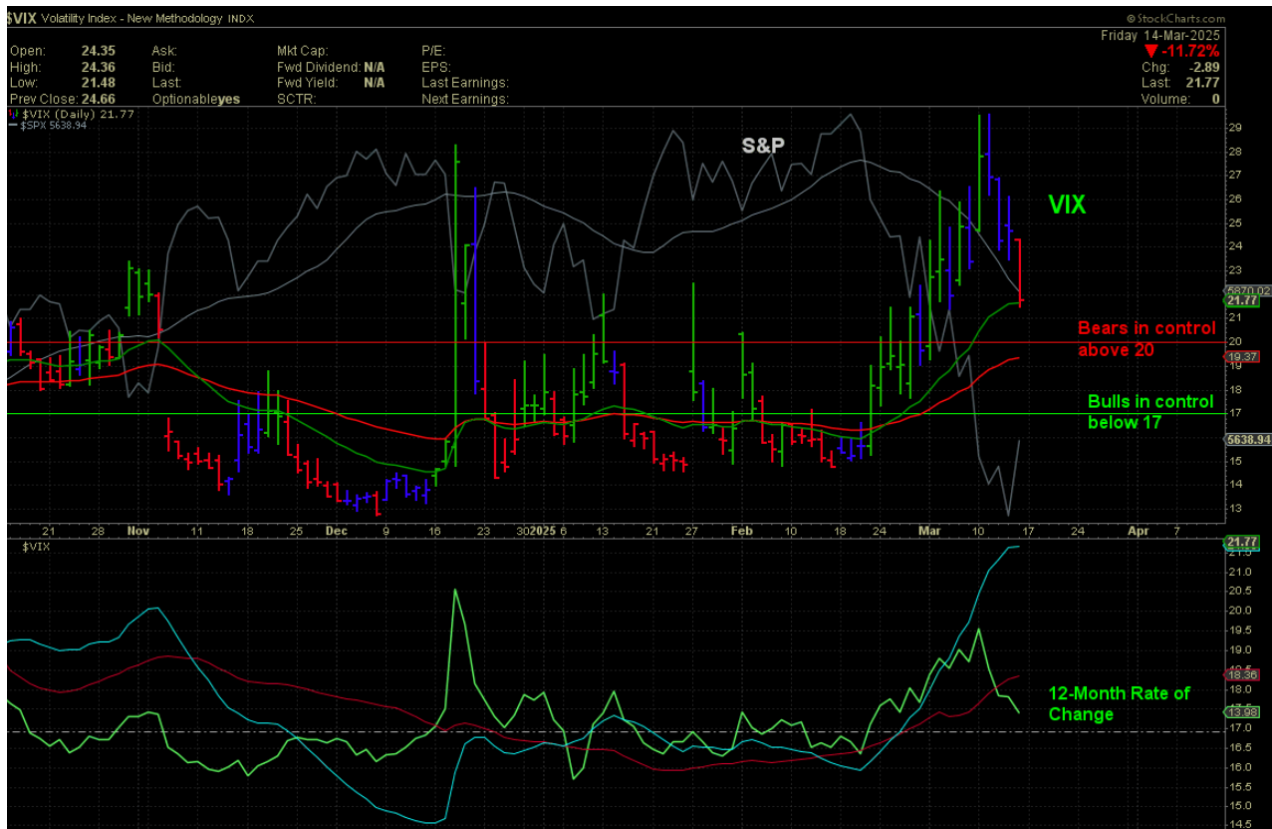 $VIX Volatility Index - New Methodology INDX © StockCharts.com
Friday 14-Mar-2025
Open: 24.35 Ask: Mkt Cap: P/E: ▼ -11.72%
High: 24.36 Bid: Fwd Dividend: N/A EPS: Chg: -2.89
Low: 21.48 Last: Fwd Yield: N/A Last Earnings: Last: 21.77
Prev Close: 24.66 Optionable yes SCTR: Next Earnings: Volume: 0
$VIX (Daily) 21.77
$SPX 5638.94
29
S&P
28
27
26
VIX
25
24
23
5870.02
21.77
21
Bears in control
20
above 20
19.37
19
18
Bulls in control
17
below 17
5638.94
15
14
13
21 28 Nov 11 18 25 Dec 9 16 23 30 2025 6 13 21 27 Feb 10 18 24 Mar 10 17 24 Apr 7
$VIX
21.77
21.5
21.0
20.5
20.0
19.5
19.0
18.36
18.0
12-Month Rate of
Change
13.98
17.0
16.5
16.0
15.5
15.0
14.5